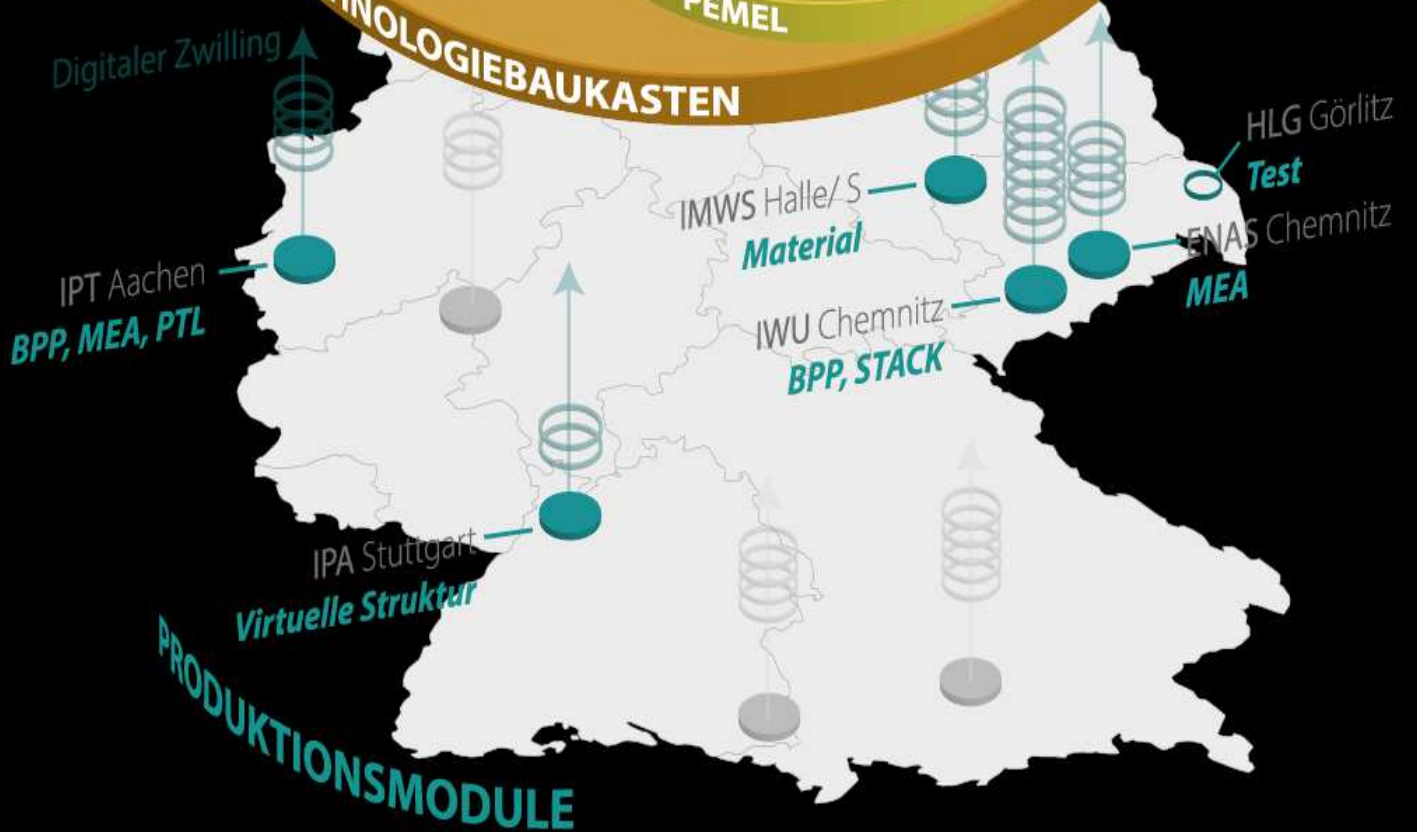 PEMEL
HNOLOGIEBAUKASTEN
Digitaler Zwilling
HLG Görlitz
Test
IMWS Halle/ S
Material
ENAS Chemnitz
MEA
IPT Aachen
BPP, MEA, PTL
IWU Chemnitz
BPP, STACK
IPA Stuttgart
Virtuelle Struktur
PRODUKTIONSMODULE